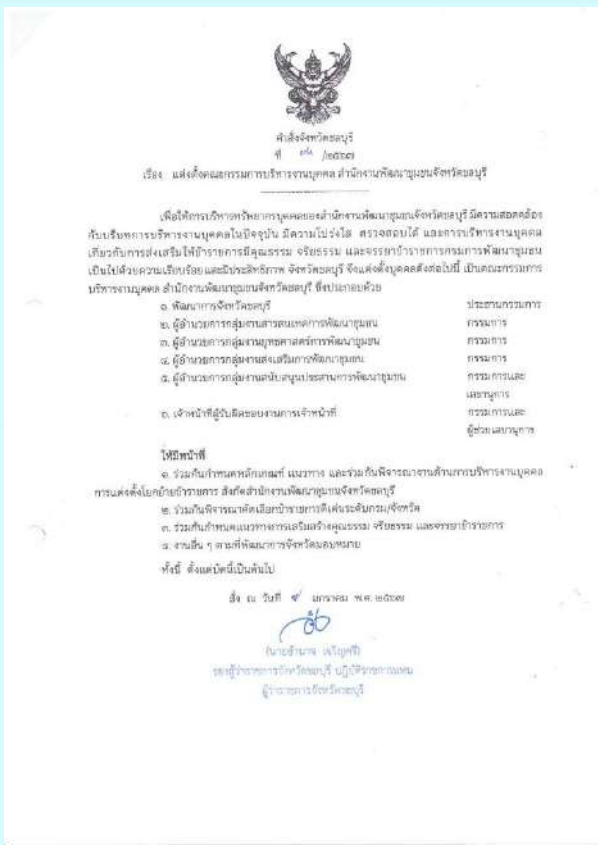 คำสั่งจังหวัดชลบุรี
ที่ /๒๕๖๗
เรื่อง แต่งตั้งคณะกรรมการบริหารงานบุคคล สำนักงานพัฒนาชุมชนจังหวัดชลบุรี
เพื่อให้การบริหารทรัพยากรบุคคลของสำนักงานพัฒนาชุมชนจังหวัดชลบุรี มีความสอดคล้อง
กับบริบทการบริหารงานบุคคลในปัจจุบัน มีความโปร่งใส ตรวจสอบได้ และการบริหารงานบุคคล
เกี่ยวกับการส่งเสริมให้ข้าราชการมีคุณธรรม จริยธรรม และจรรยาข้าราชการกรมการพัฒนาชุมชน
เป็นไปด้วยความเรียบร้อย และมีประสิทธิภาพ จังหวัดชลบุรี จึงแต่งตั้งบุคคลดังต่อไปนี้ เป็นคณะกรรมการ
บริหารงานบุคคล สำนักงานพัฒนาชุมชนจังหวัดชลบุรี ซึ่งประกอบด้วย
๑. พัฒนาการจังหวัดชลบุรี ประธานกรรมการ
๒. ผู้อำนวยการกลุ่มงานสารสนเทศการพัฒนาชุมชน กรรมการ
๓. ผู้อำนวยการกลุ่มงานยุทธศาสตร์การพัฒนาชุมชน กรรมการ
๔. ผู้อำนวยการกลุ่มงานส่งเสริมการพัฒนาชุมชน กรรมการ
๕. ผู้อำนวยการกลุ่มงานสนับสนุนประสานการพัฒนาชุมชน กรรมการและ
เลขานุการ
๖. เจ้าหน้าที่ผู้รับผิดชอบงานการเจ้าหน้าที่ กรรมการและ
ผู้ช่วยเลขานุการ
ให้มีหน้าที่
๑. ร่วมกันกำหนดหลักเกณฑ์ แนวทาง และร่วมกันพิจารณางานด้านการบริหารงานบุคคล
การแต่งตั้งโยกย้ายข้าราชการ สังกัดสำนักงานพัฒนาชุมชนจังหวัดชลบุรี
๒. ร่วมกันพิจารณาคัดเลือกข้าราชการดีเด่นระดับกรม/จังหวัด
๓. ร่วมกันกำหนดแนวทางการเสริมสร้างคุณธรรม จริยธรรม และจรรยาข้าราชการ
๔. งานอื่น ๆ ตามที่พัฒนาการจังหวัดมอบหมาย
ทั้งนี้ ตั้งแต่บัดนี้เป็นต้นไป
สั่ง ณ วันที่ มกราคม พ.ศ. ๒๕๖๗
(นายอำนาจ เจริญศรี)
รองผู้ว่าราชการจังหวัดชลบุรี ปฏิบัติราชการแทน
ผู้ว่าราชการจังหวัดชลบุรี